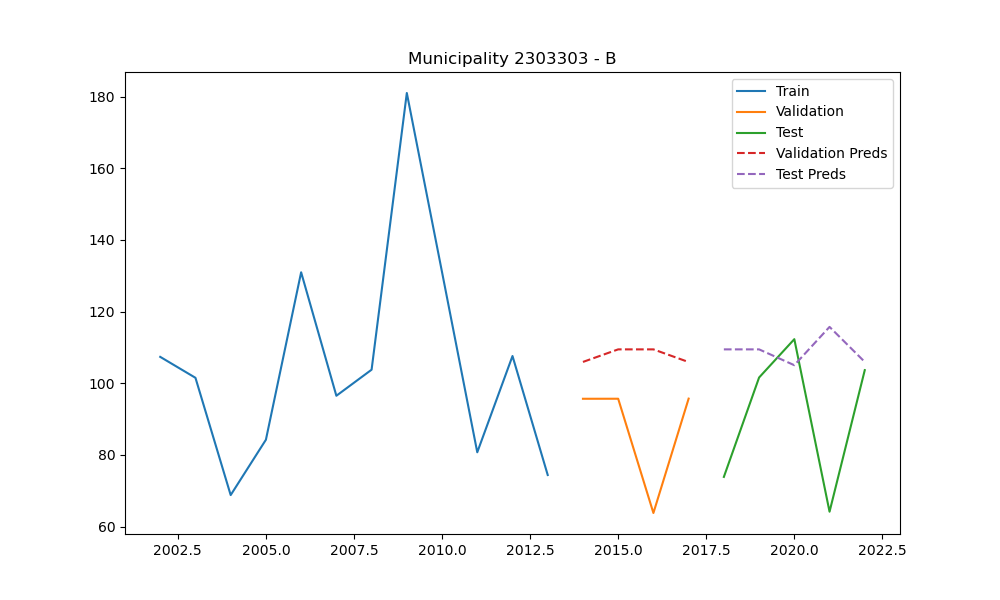 Municipality 2303303 - B
180
160
140
120
100
80
60
2002.5 2005.0 2007.5 2010.0 2012.5 2015.0 2017.5 2020.0 2022.5
Train
Validation
Test
Validation Preds
Test Preds